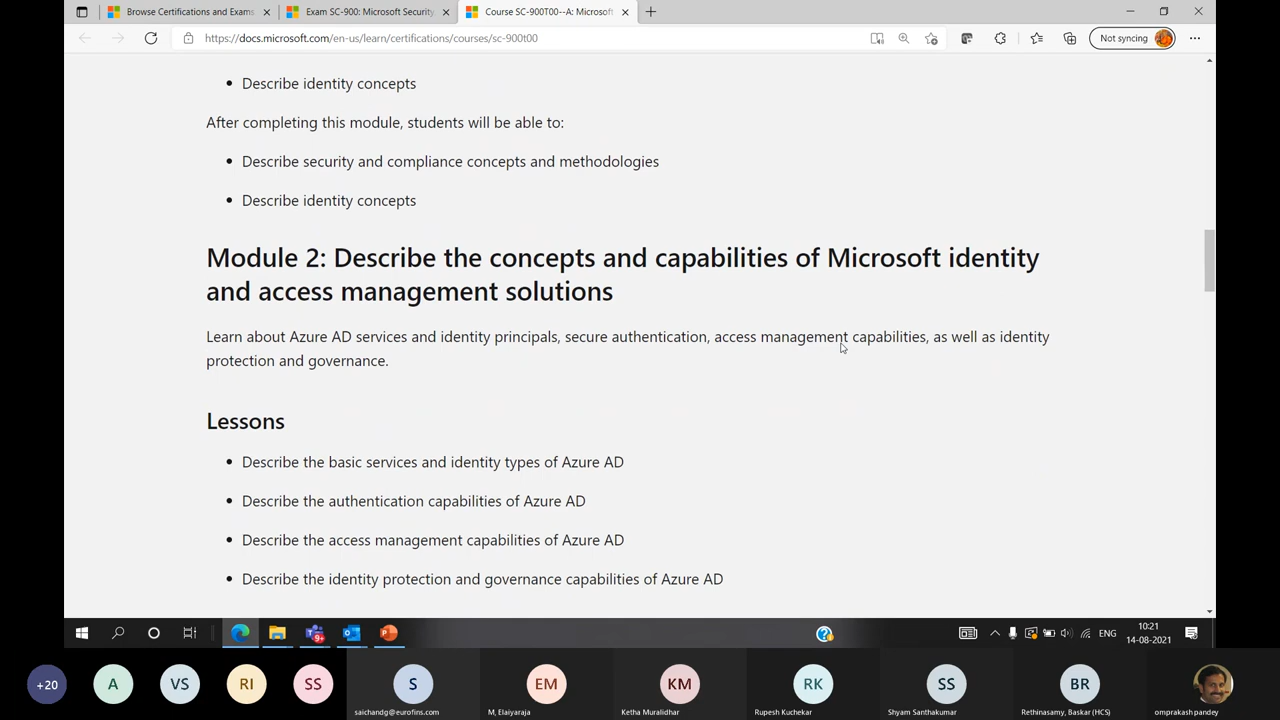 Browse Certifications and Exams
Exam SC-900: Microsoft Security,
Course SC-900T00--A: Microsoft
https://docs.microsoft.com/en-us/learn/certifications/courses/sc-900t00
Not syncing
• Describe identity concepts
After completing this module, students will be able to:
• Describe security and compliance concepts and methodologies
• Describe identity concepts
Module 2: Describe the concepts and capabilities of Microsoft identity
and access management solutions
Learn about Azure AD services and identity principals, secure authentication, access management capabilities, as well as identity
protection and governance.
Lessons
• Describe the basic services and identity types of Azure AD
• Describe the authentication capabilities of Azure AD
• Describe the access management capabilities of Azure AD
• Describe the identity protection and governance capabilities of Azure AD
9+
ENG
10:21
14-08-2021
+20
A
VS
RI
SS
S
EM
KM
RK
SS
BR
saichandg@eurofins.com
M, Elaiyaraja
Ketha Muralidhar
Rupesh Kuchekar
Shyam Santhakumar
Rethinasamy, Baskar (HCS)
omprakash pandey